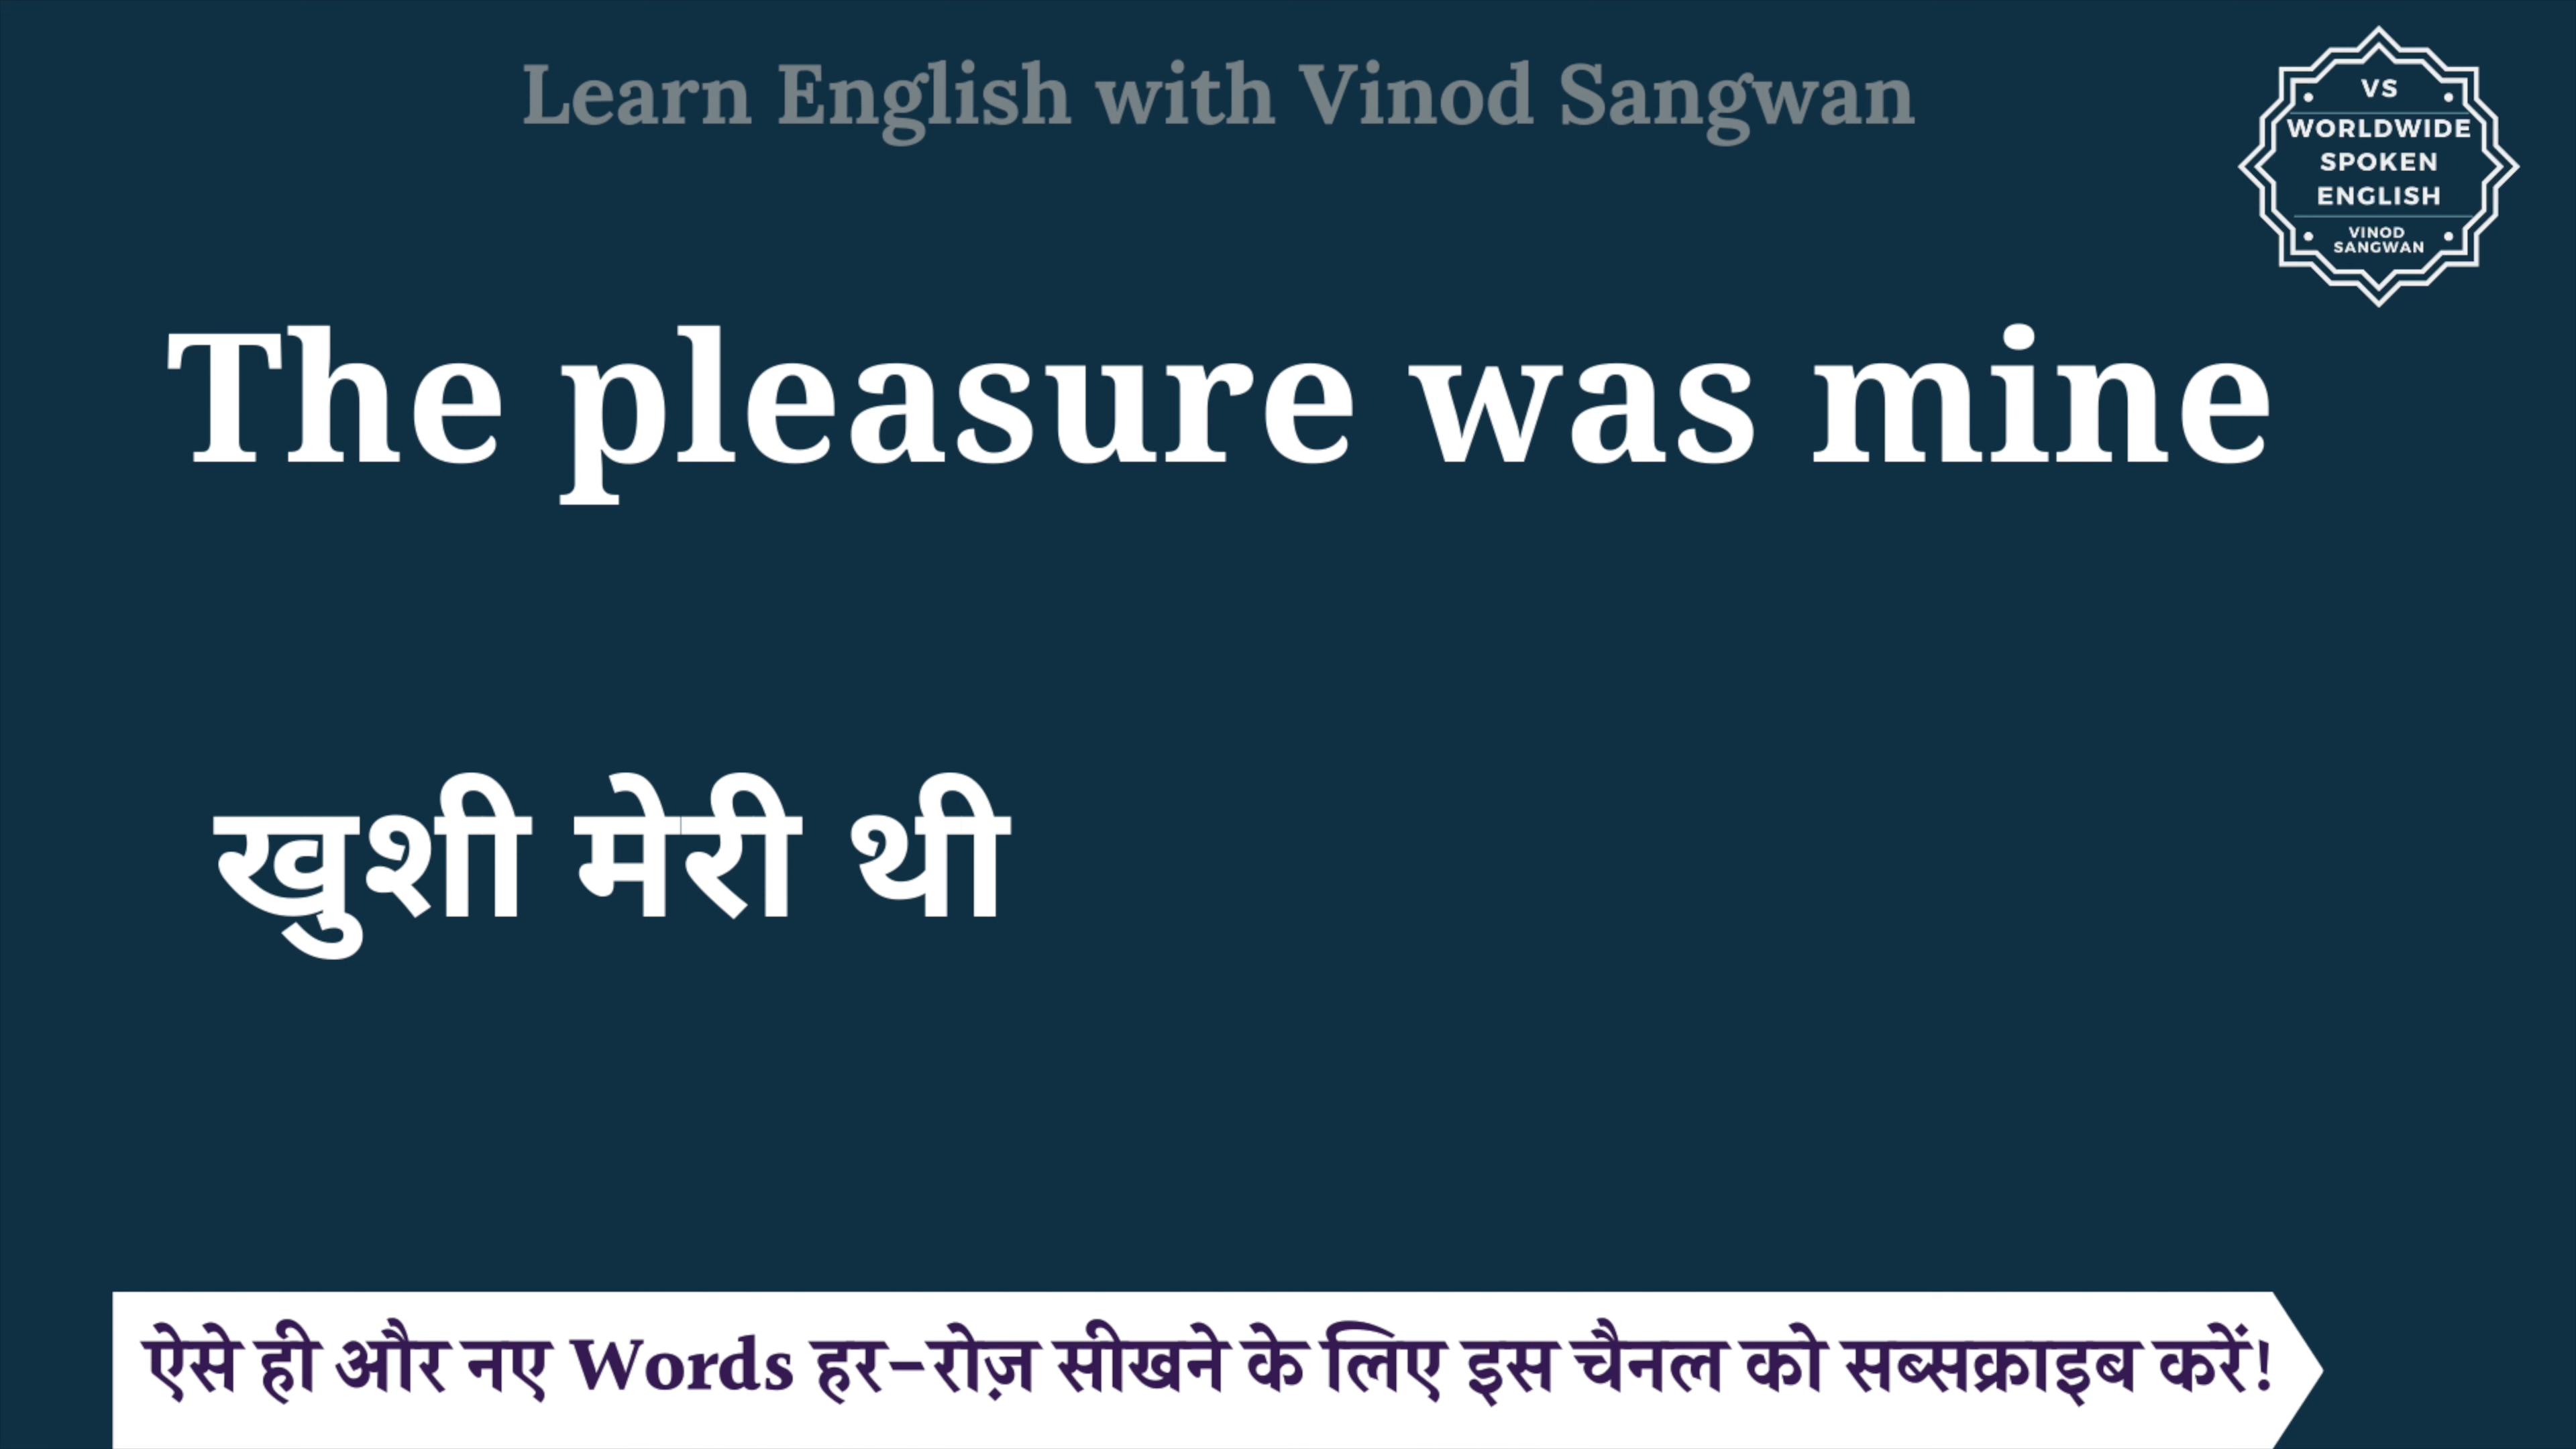 Learn English with Vinod Sangwan
VS
WORLDWIDE
SPOKEN
ENGLISH
VINOD
SANGWAN
The pleasure was mine
खुशी मेरी थी
ऐसे ही और नए Words हर-रोज़ सीखने के लिए इस चैनल को सब्सक्राइब करें!